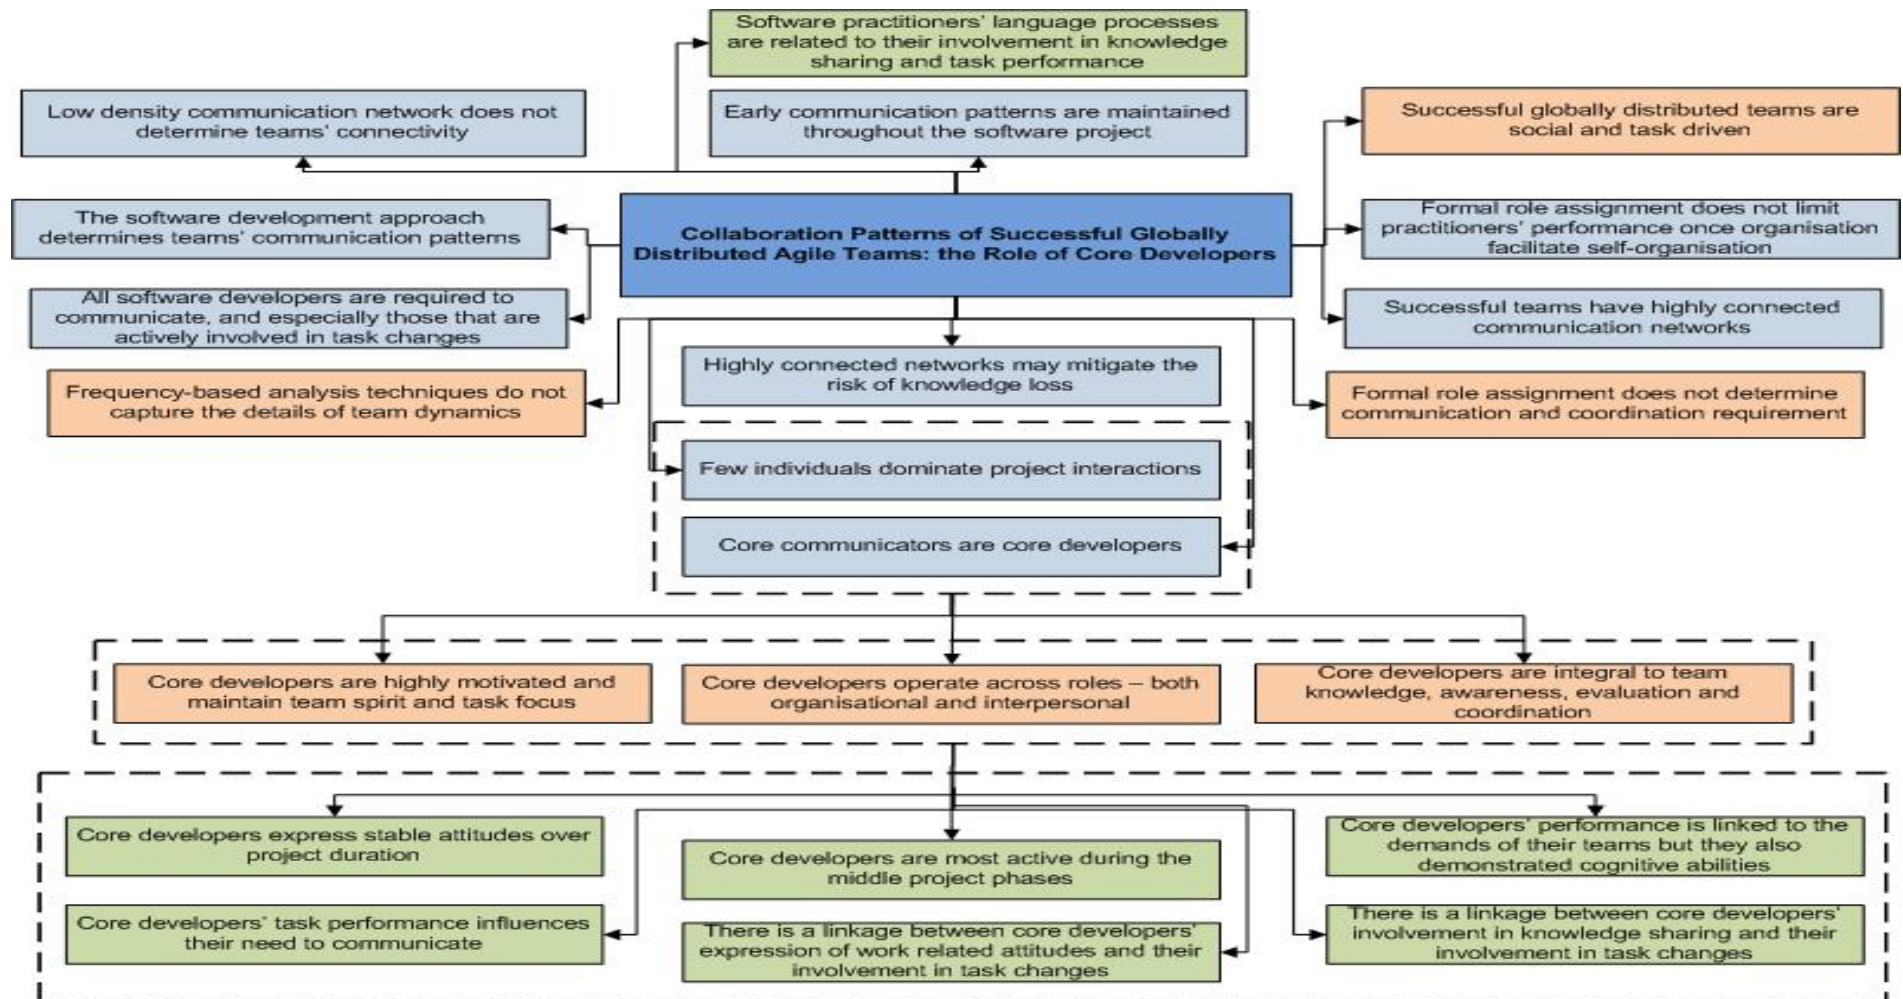 Software practitioners' language processes
are related to their involvement in knowledge
sharing and task performance
Low density communication network does not
determine teams' connectivity
Early communication patterns are maintained
throughout the software project
Successful globally distributed teams are
social and task driven
The software development approach
determines teams' communication patterns
Collaboration Patterns of Successful Globally
Distributed Agile Teams: the Role of Core Developers
Formal role assignment does not limit
practitioners' performance once organisation
facilitate self-organisation
All software developers are required to
communicate, and especially those that are
actively involved in task changes
Successful teams have highly connected
communication networks
Highly connected networks may mitigate the
risk of knowledge loss
Frequency-based analysis techniques do not
capture the details of team dynamics
Formal role assignment does not determine
communication and coordination requirement
Few individuals dominate project interactions
Core communicators are core developers
Core developers are highly motivated and
maintain team spirit and task focus
Core developers operate across roles – both
organisational and interpersonal
Core developers are integral to team
knowledge, awareness, evaluation and
coordination
Core developers express stable attitudes over
project duration
Core developers are most active during the
middle project phases
Core developers' performance is linked to the
demands of their teams but they also
demonstrated cognitive abilities
Core developers' task performance influences
their need to communicate
There is a linkage between core developers'
expression of work related attitudes and their
involvement in task changes
There is a linkage between core developers'
involvement in knowledge sharing and their
involvement in task changes